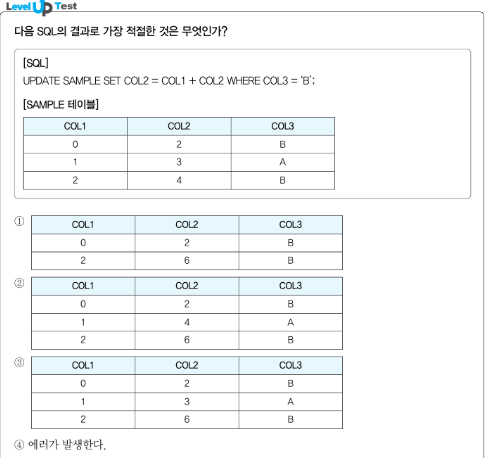 Level Up Test
다음 SQL의 결과로 가장 적절한 것은 무엇인가?
[SQL]
UPDATE SAMPLE SET COL2 = COL1 + COL2 WHERE COL3 = 'B';
[SAMPLE 테이블]
COL1 COL2 COL3
0 2 B
1 3 A
2 4 B
① COL1 COL2 COL3
0 2 B
2 6 B
② COL1 COL2 COL3
0 2 B
1 4 A
2 6 B
③ COL1 COL2 COL3
0 2 B
1 3 A
2 6 B
④ 에러가 발생한다.